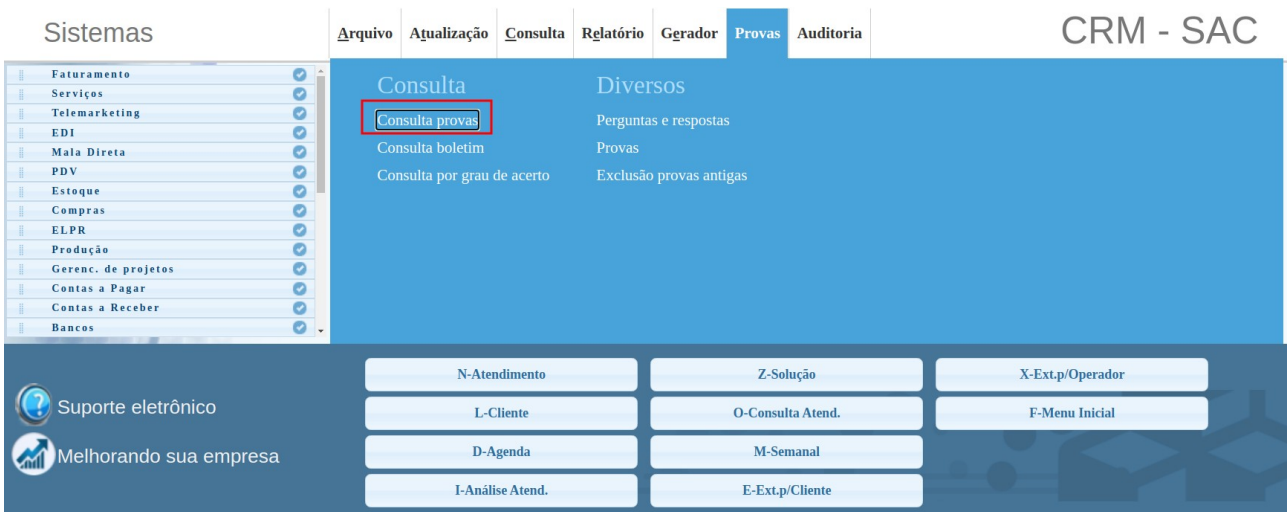 Sistemas
Arquivo Atualização Consulta Relatório Gerador Provas Auditoria
CRM - SAC
Faturamento
Serviços
Telemarketing
EDI
Mala Direta
PDV
Estoque
Compras
ELPR
Produção
Gerenc. de projetos
Contas a Pagar
Contas a Receber
Bancos
Consulta
Consulta provas
Consulta boletim
Consulta por grau de acerto
Diversos
Perguntas e respostas
Provas
Exclusão provas antigas
Suporte eletrônico
Melhorando sua empresa
N-Atendimento
Z-Solução
X-Ext.p/Operador
L-Cliente
O-Consulta Atend.
F-Menu Inicial
D-Agenda
M-Semanal
I-Análise Atend.
E-Ext.p/Cliente